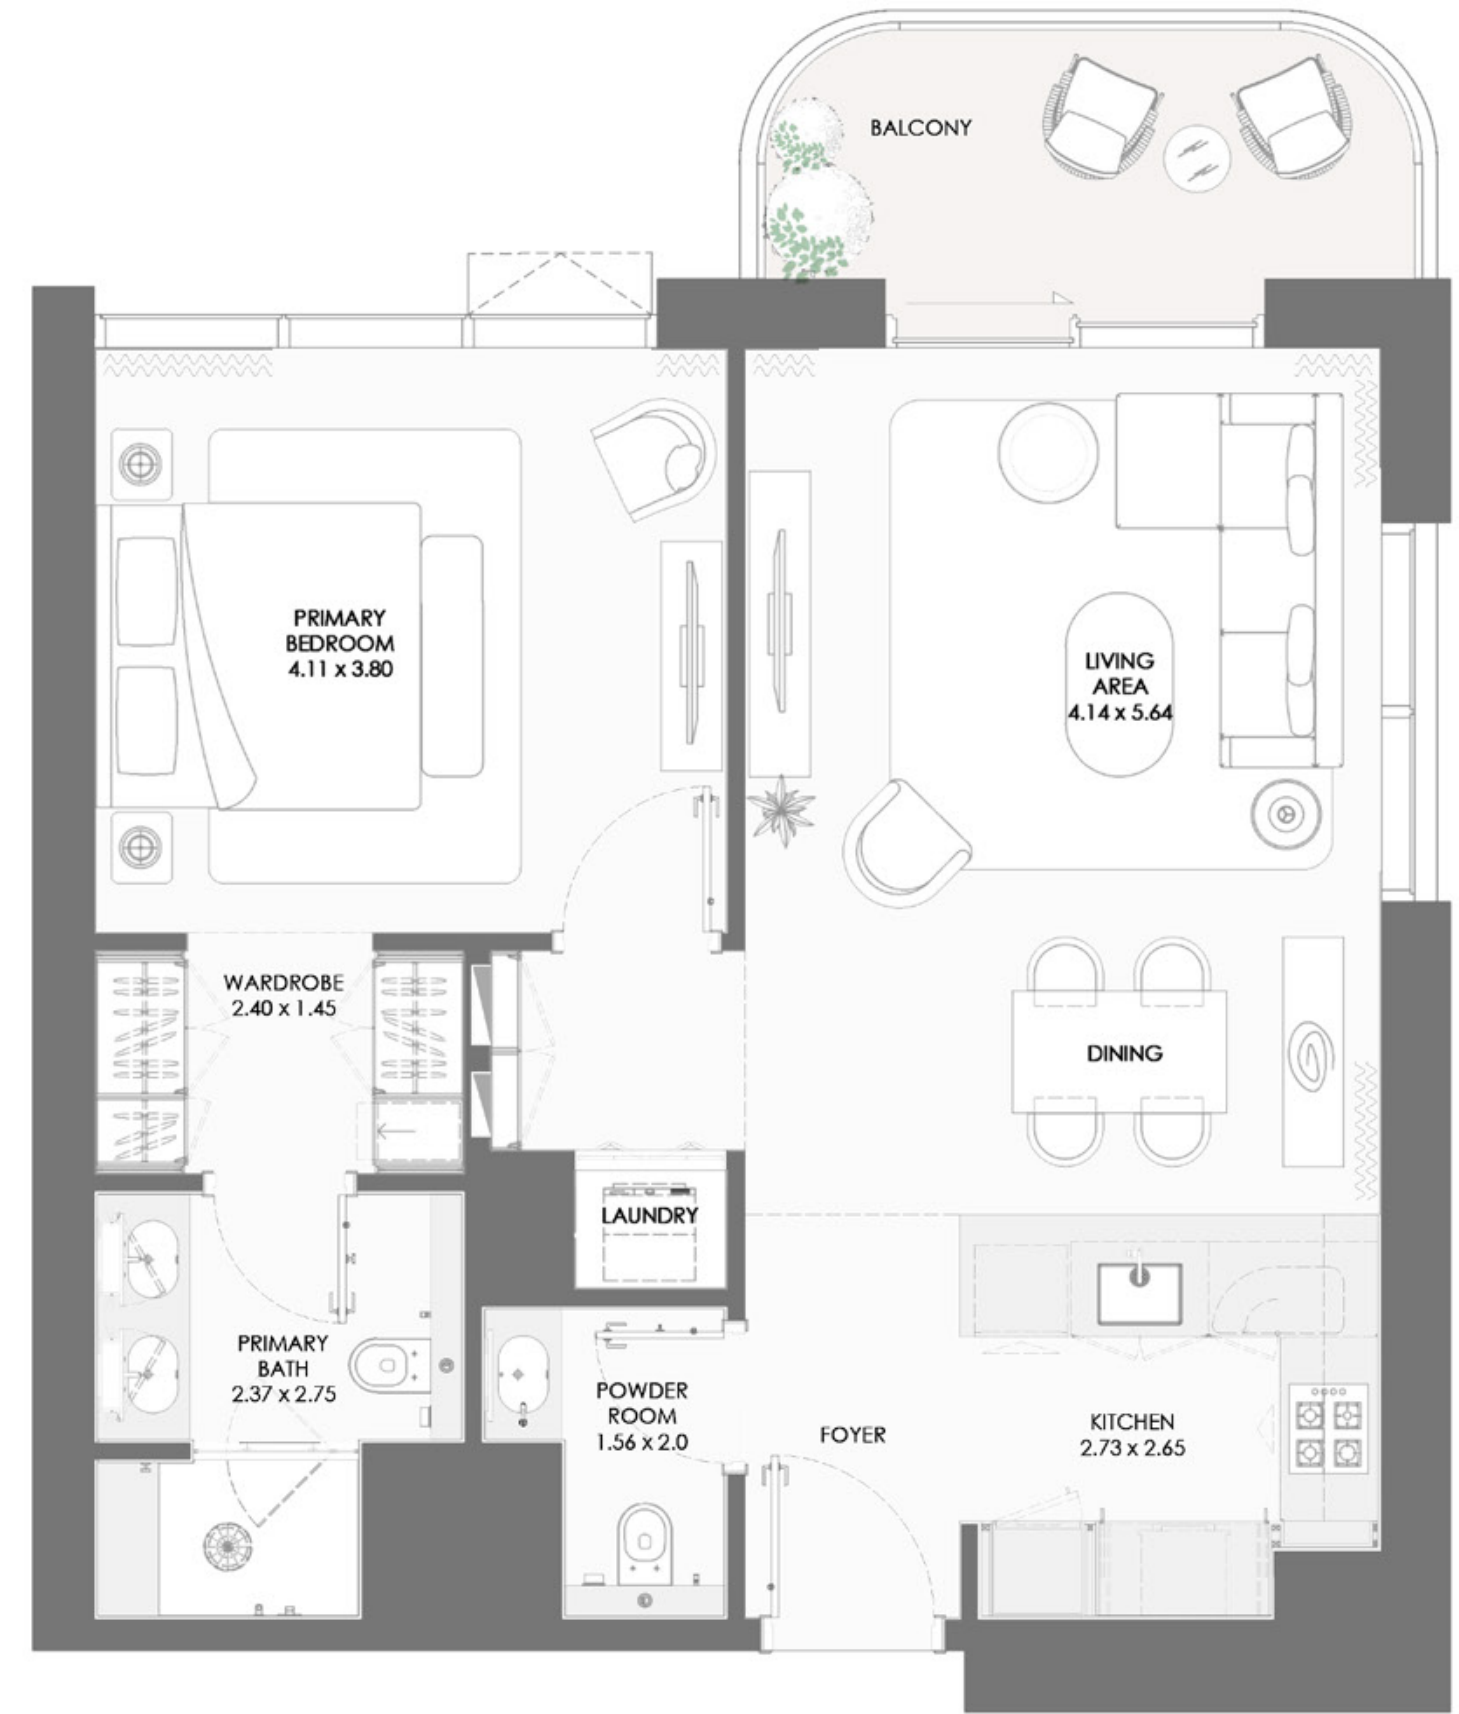 BALCONY
PRIMARY
BEDROOM
4.11 x 3.80
LIVING
AREA
4.14 x 5.64
WARDROBE
2.40 x 1.45
DINING
LAUNDRY
PRIMARY
BATH
2.37 x 2.75
POWDER
ROOM
1.56 x 2.0
FOYER
KITCHEN
2.73 x 2.65